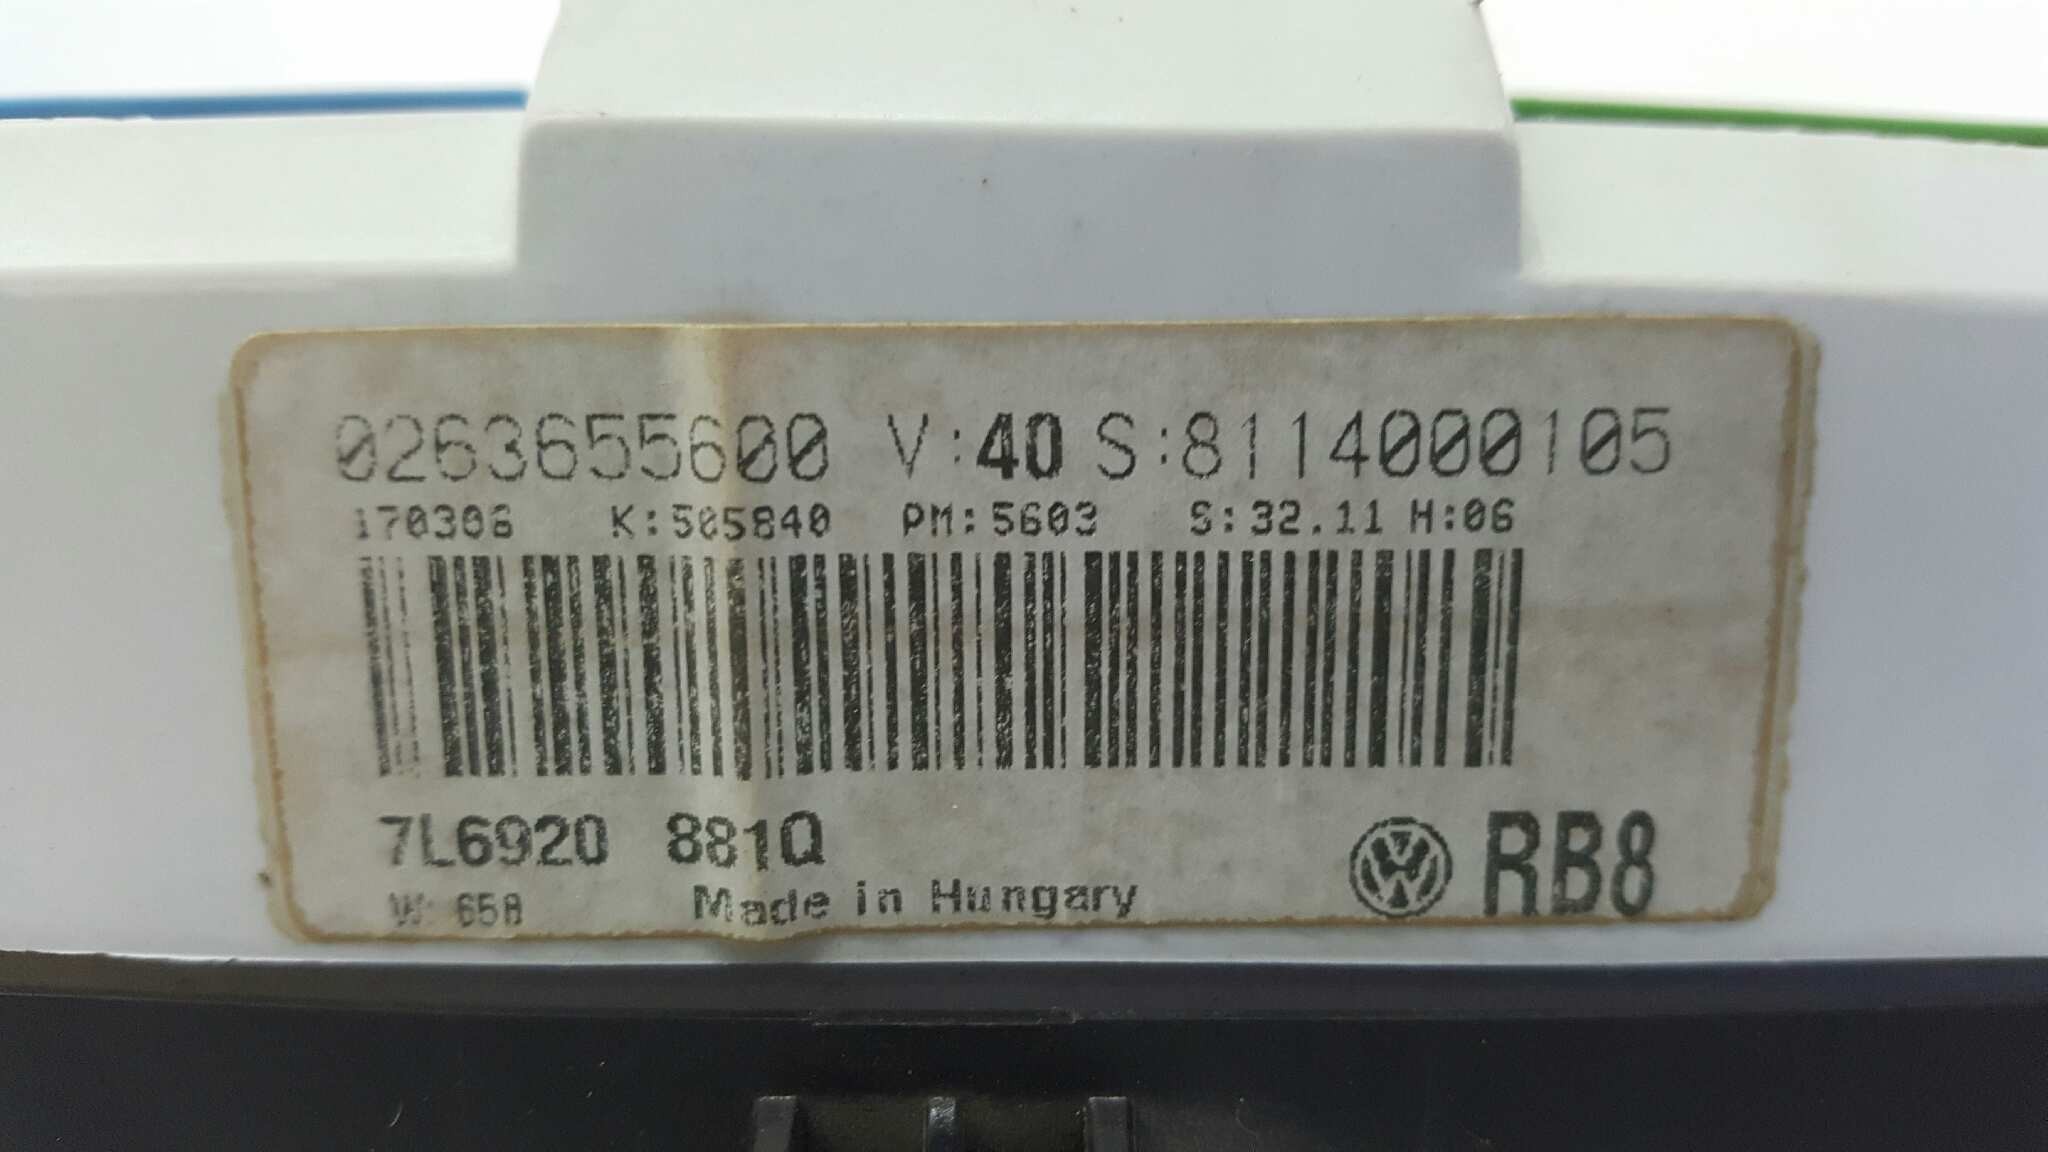 0263655600 V:40 S:8114000105
170306 K:505840 PM:5603 S:32.11 H:06
7L6920 881Q
RB8
W: 658 Made in Hungary